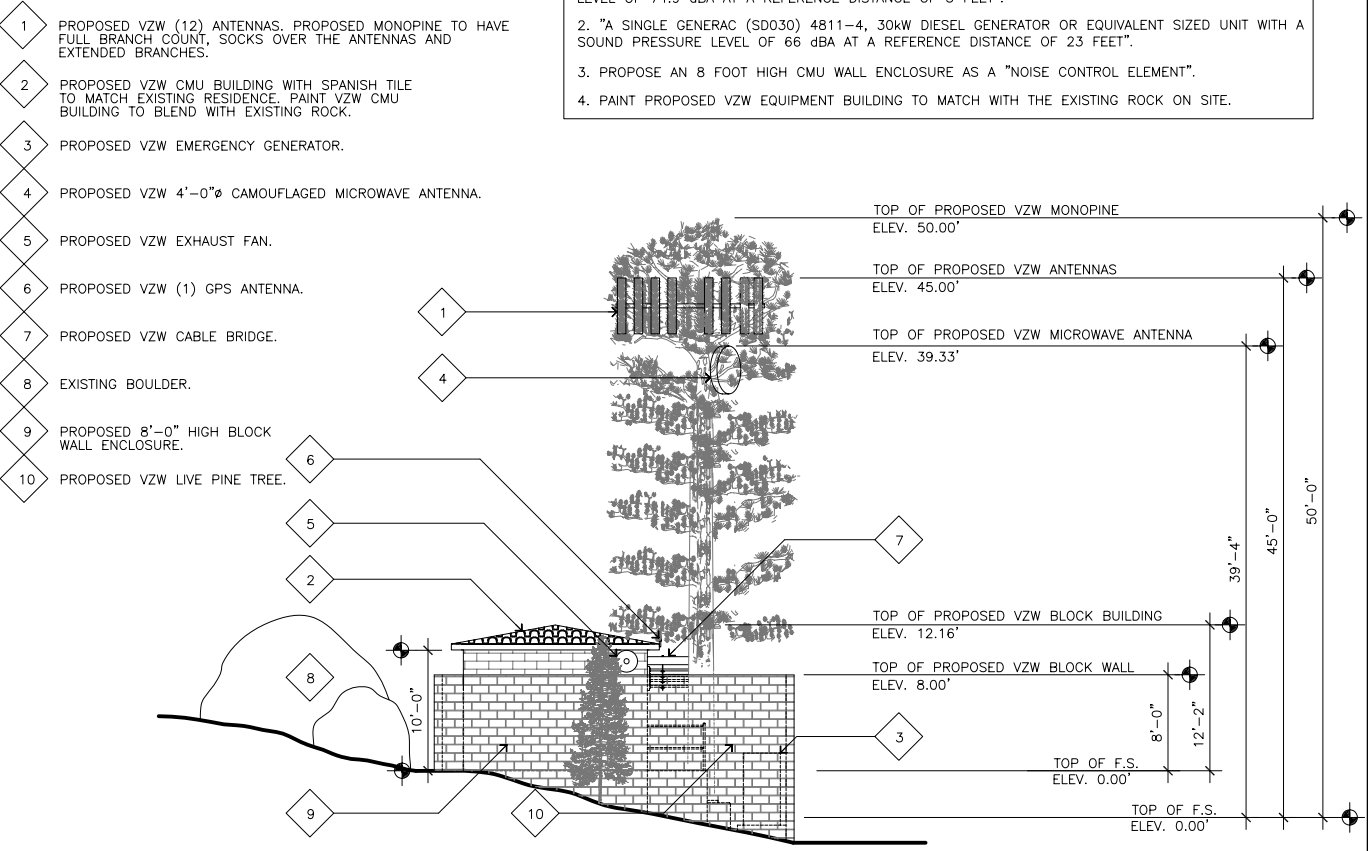 1
PROPOSED VZW (12) ANTENNAS. PROPOSED MONOPINE TO HAVE
FULL BRANCH COUNT, SOCKS OVER THE ANTENNAS AND
EXTENDED BRANCHES.
2
PROPOSED VZW CMU BUILDING WITH SPANISH TILE
TO MATCH EXISTING RESIDENCE. PAINT VZW CMU
BUILDING TO BLEND WITH EXISTING ROCK.
3
PROPOSED VZW EMERGENCY GENERATOR.
4
PROPOSED VZW 4'-0"ø CAMOUFLAGED MICROWAVE ANTENNA.
5
PROPOSED VZW EXHAUST FAN.
6
PROPOSED VZW (1) GPS ANTENNA.
7
PROPOSED VZW CABLE BRIDGE.
8
EXISTING BOULDER.
9
PROPOSED 8'-0" HIGH BLOCK
WALL ENCLOSURE.
10
PROPOSED VZW LIVE PINE TREE.
2. "A SINGLE GENERAC (SD030) 4811-4, 30kW DIESEL GENERATOR OR EQUIVALENT SIZED UNIT WITH A
SOUND PRESSURE LEVEL OF 66 dBA AT A REFERENCE DISTANCE OF 23 FEET".
3. PROPOSE AN 8 FOOT HIGH CMU WALL ENCLOSURE AS A "NOISE CONTROL ELEMENT".
4. PAINT PROPOSED VZW EQUIPMENT BUILDING TO MATCH WITH THE EXISTING ROCK ON SITE.
TOP OF PROPOSED VZW MONOPINE
ELEV. 50.00'
TOP OF PROPOSED VZW ANTENNAS
ELEV. 45.00'
1
TOP OF PROPOSED VZW MICROWAVE ANTENNA
ELEV. 39.33'
4
6
5
7
2
50'-0"
45'-0"
39'-4"
TOP OF PROPOSED VZW BLOCK BUILDING
ELEV. 12.16'
TOP OF PROPOSED VZW BLOCK WALL
ELEV. 8.00'
8
10'-0"
3
8'-0"
12'-2"
TOP OF F.S.
ELEV. 0.00'
9
10
TOP OF F.S.
ELEV. 0.00'